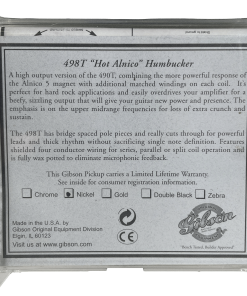 498T "Hot Alnico" Humbucker
A high output version of the 490T, combining the more powerful response of
the Alnico 5 magnet with additional matched windings on each coil. It's
perfect for hard rock applications and easily overdrives your amplifier for a
beefy, sizzling output that will give your guitar new power and presence. The
emphasis is on the upper midrange frequencies for lots of extra crunch and
sustain.
The 498T has bridge spaced pole pieces and really cuts through for powerful
leads and thick rhythm without sacrificing single note definition. Features
shielded four conductor wiring for series, parallel or split coil operation and
is fully wax potted to eliminate microphonic feedback.
This Gibson Pickup carries a Limited Lifetime Warranty.
See inside for consumer registration information.
Chrome Nickel Gold Double Black Zebra
Made in the U.S.A. by
Gibson Original Equipment Division
Elgin, IL 60123
Visit us at www.gibson.com
CE
Gibson